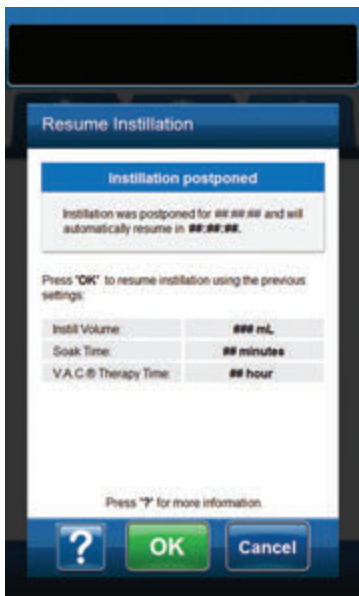 Resume Instillation
Instillation postponed
Instillation was postponed for ##:##:## and will
automatically resume in ##:##:##.
Press "OK" to resume instillation using the previous
settings:
Instill Volume: ### mL
Soak Time: ## minutes
V.A.C.® Therapy Time: ## hour
Press "?" for more information.
? OK Cancel